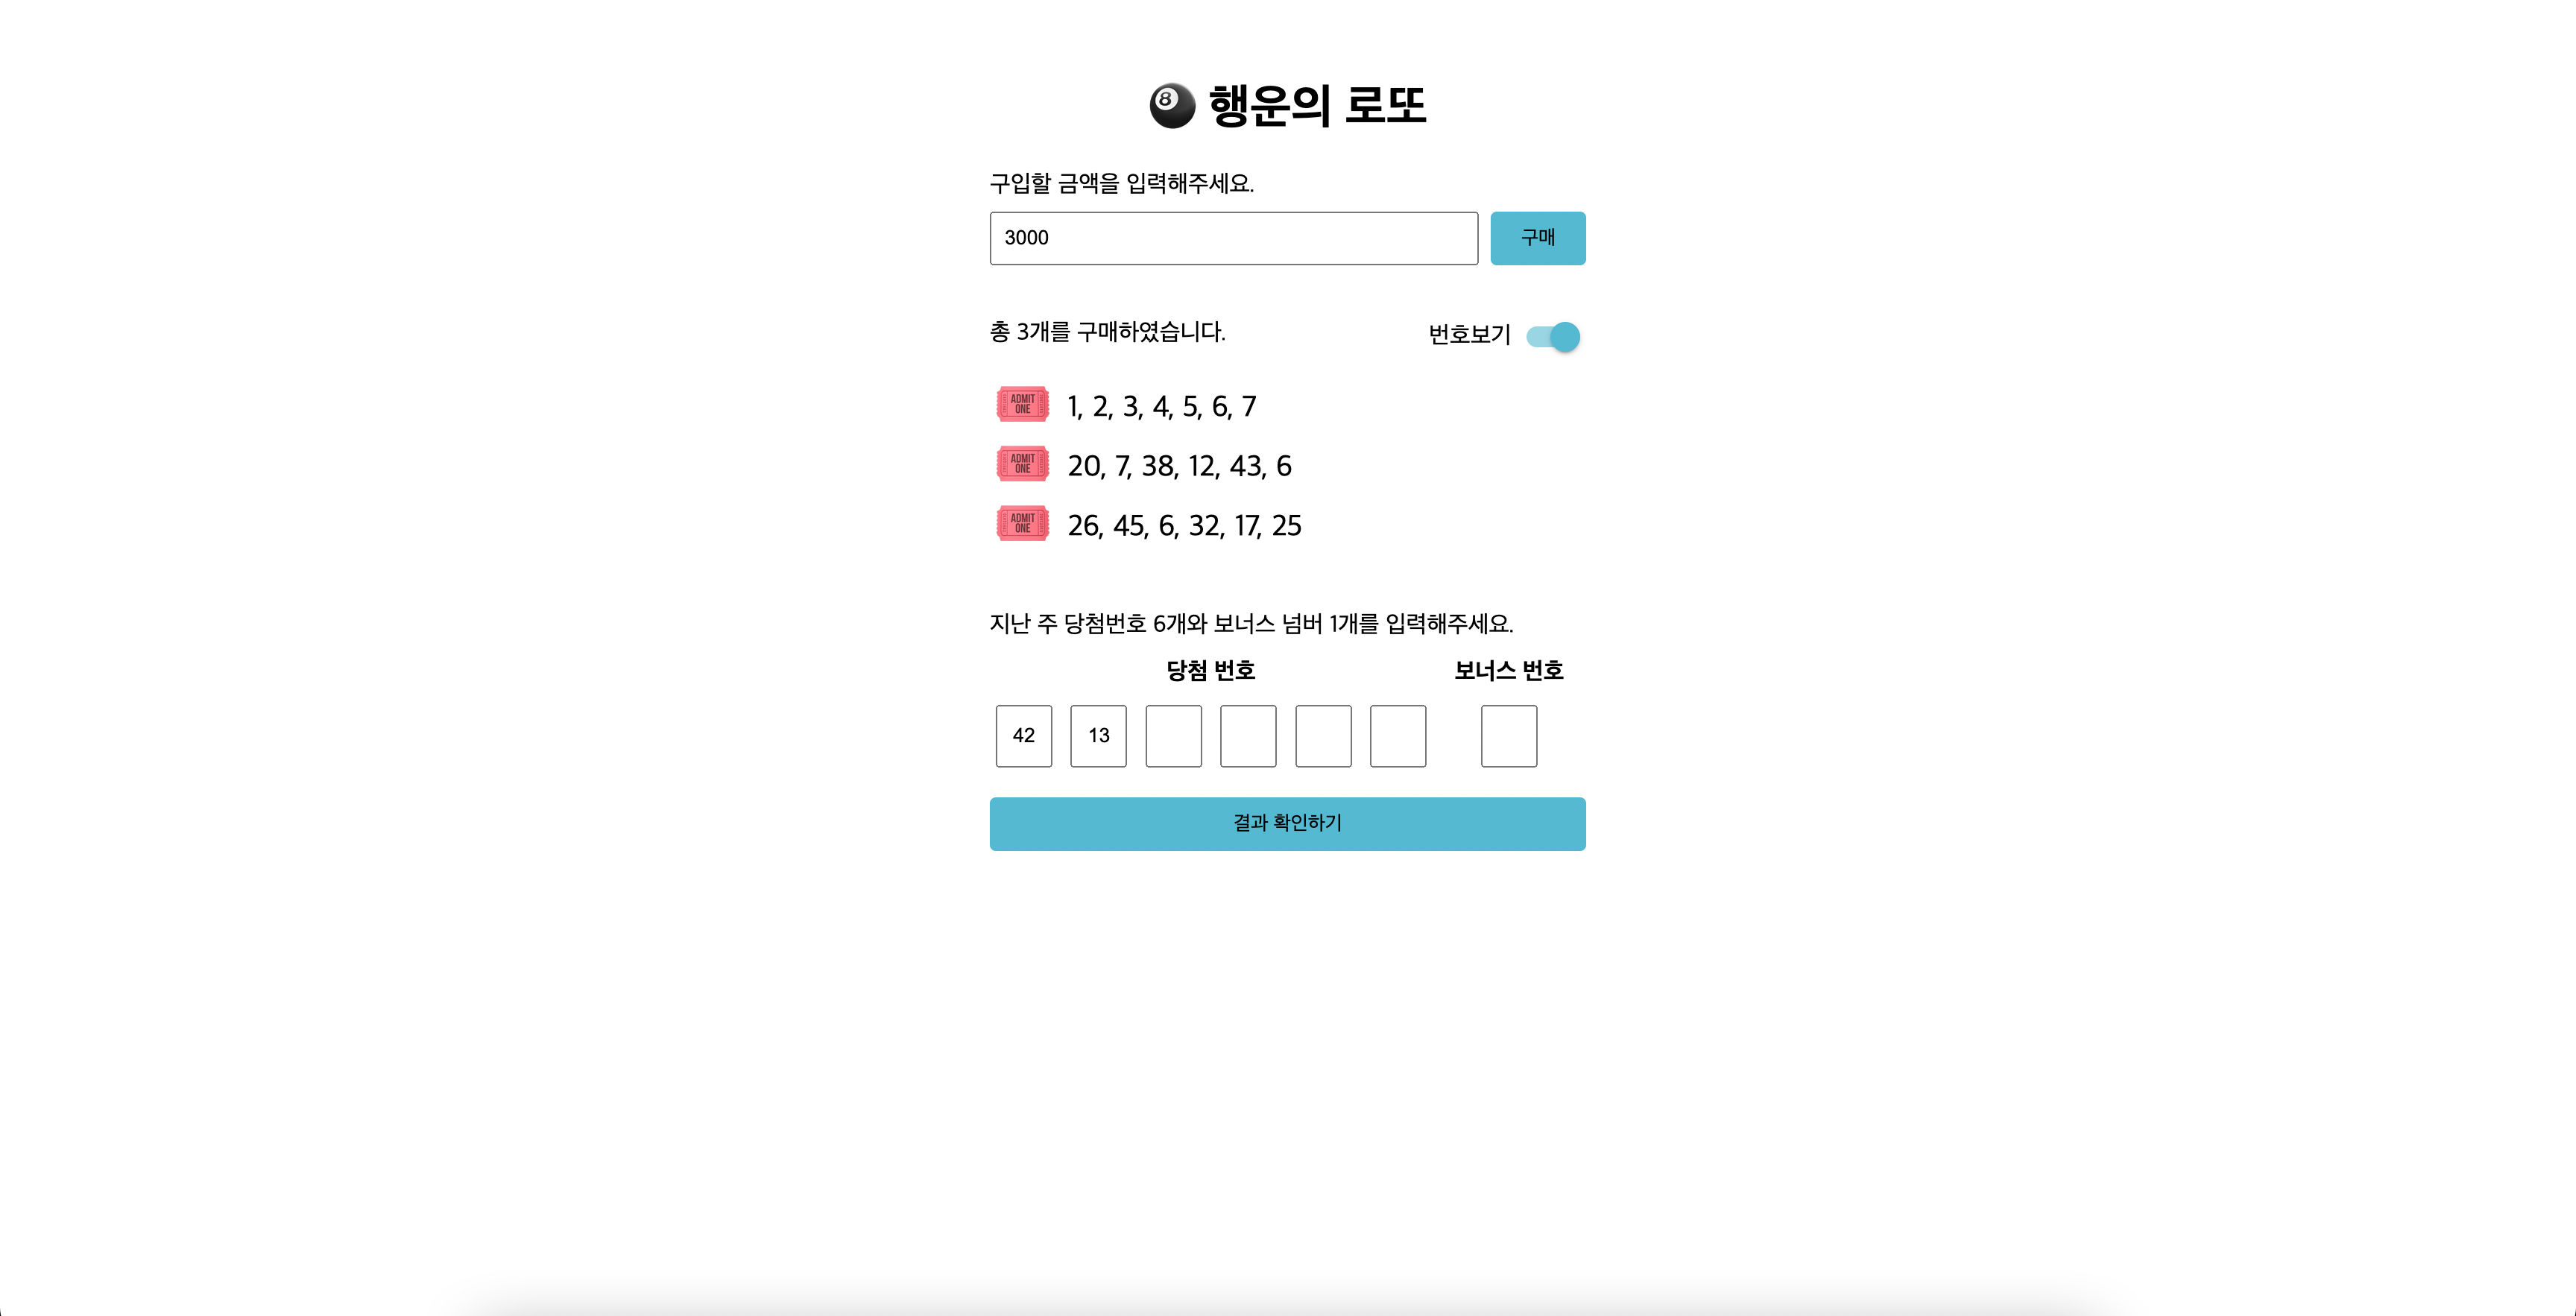 행운의 로또
구입할 금액을 입력해주세요.
3000 구매
총 3개를 구매하였습니다. 번호보기
ADMIT ONE 1, 2, 3, 4, 5, 6, 7
ADMIT ONE 20, 7, 38, 12, 43, 6
ADMIT ONE 26, 45, 6, 32, 17, 25
지난 주 당첨번호 6개와 보너스 넘버 1개를 입력해주세요.
당첨 번호 보너스 번호
42 13
결과 확인하기